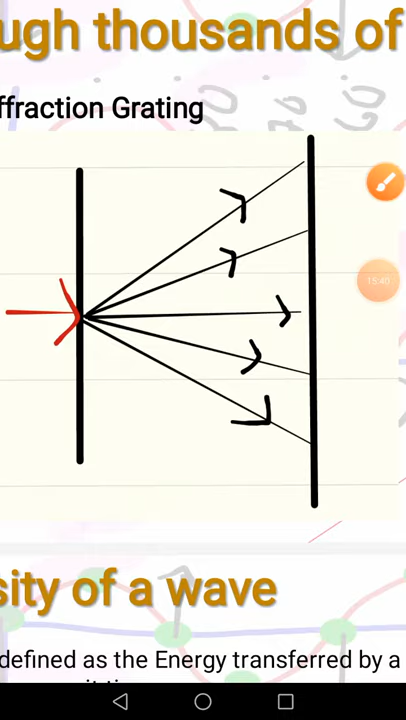 ugh thousands of
ffraction Grating
15:40
sity of a wave
defined as the Energy transferred by a